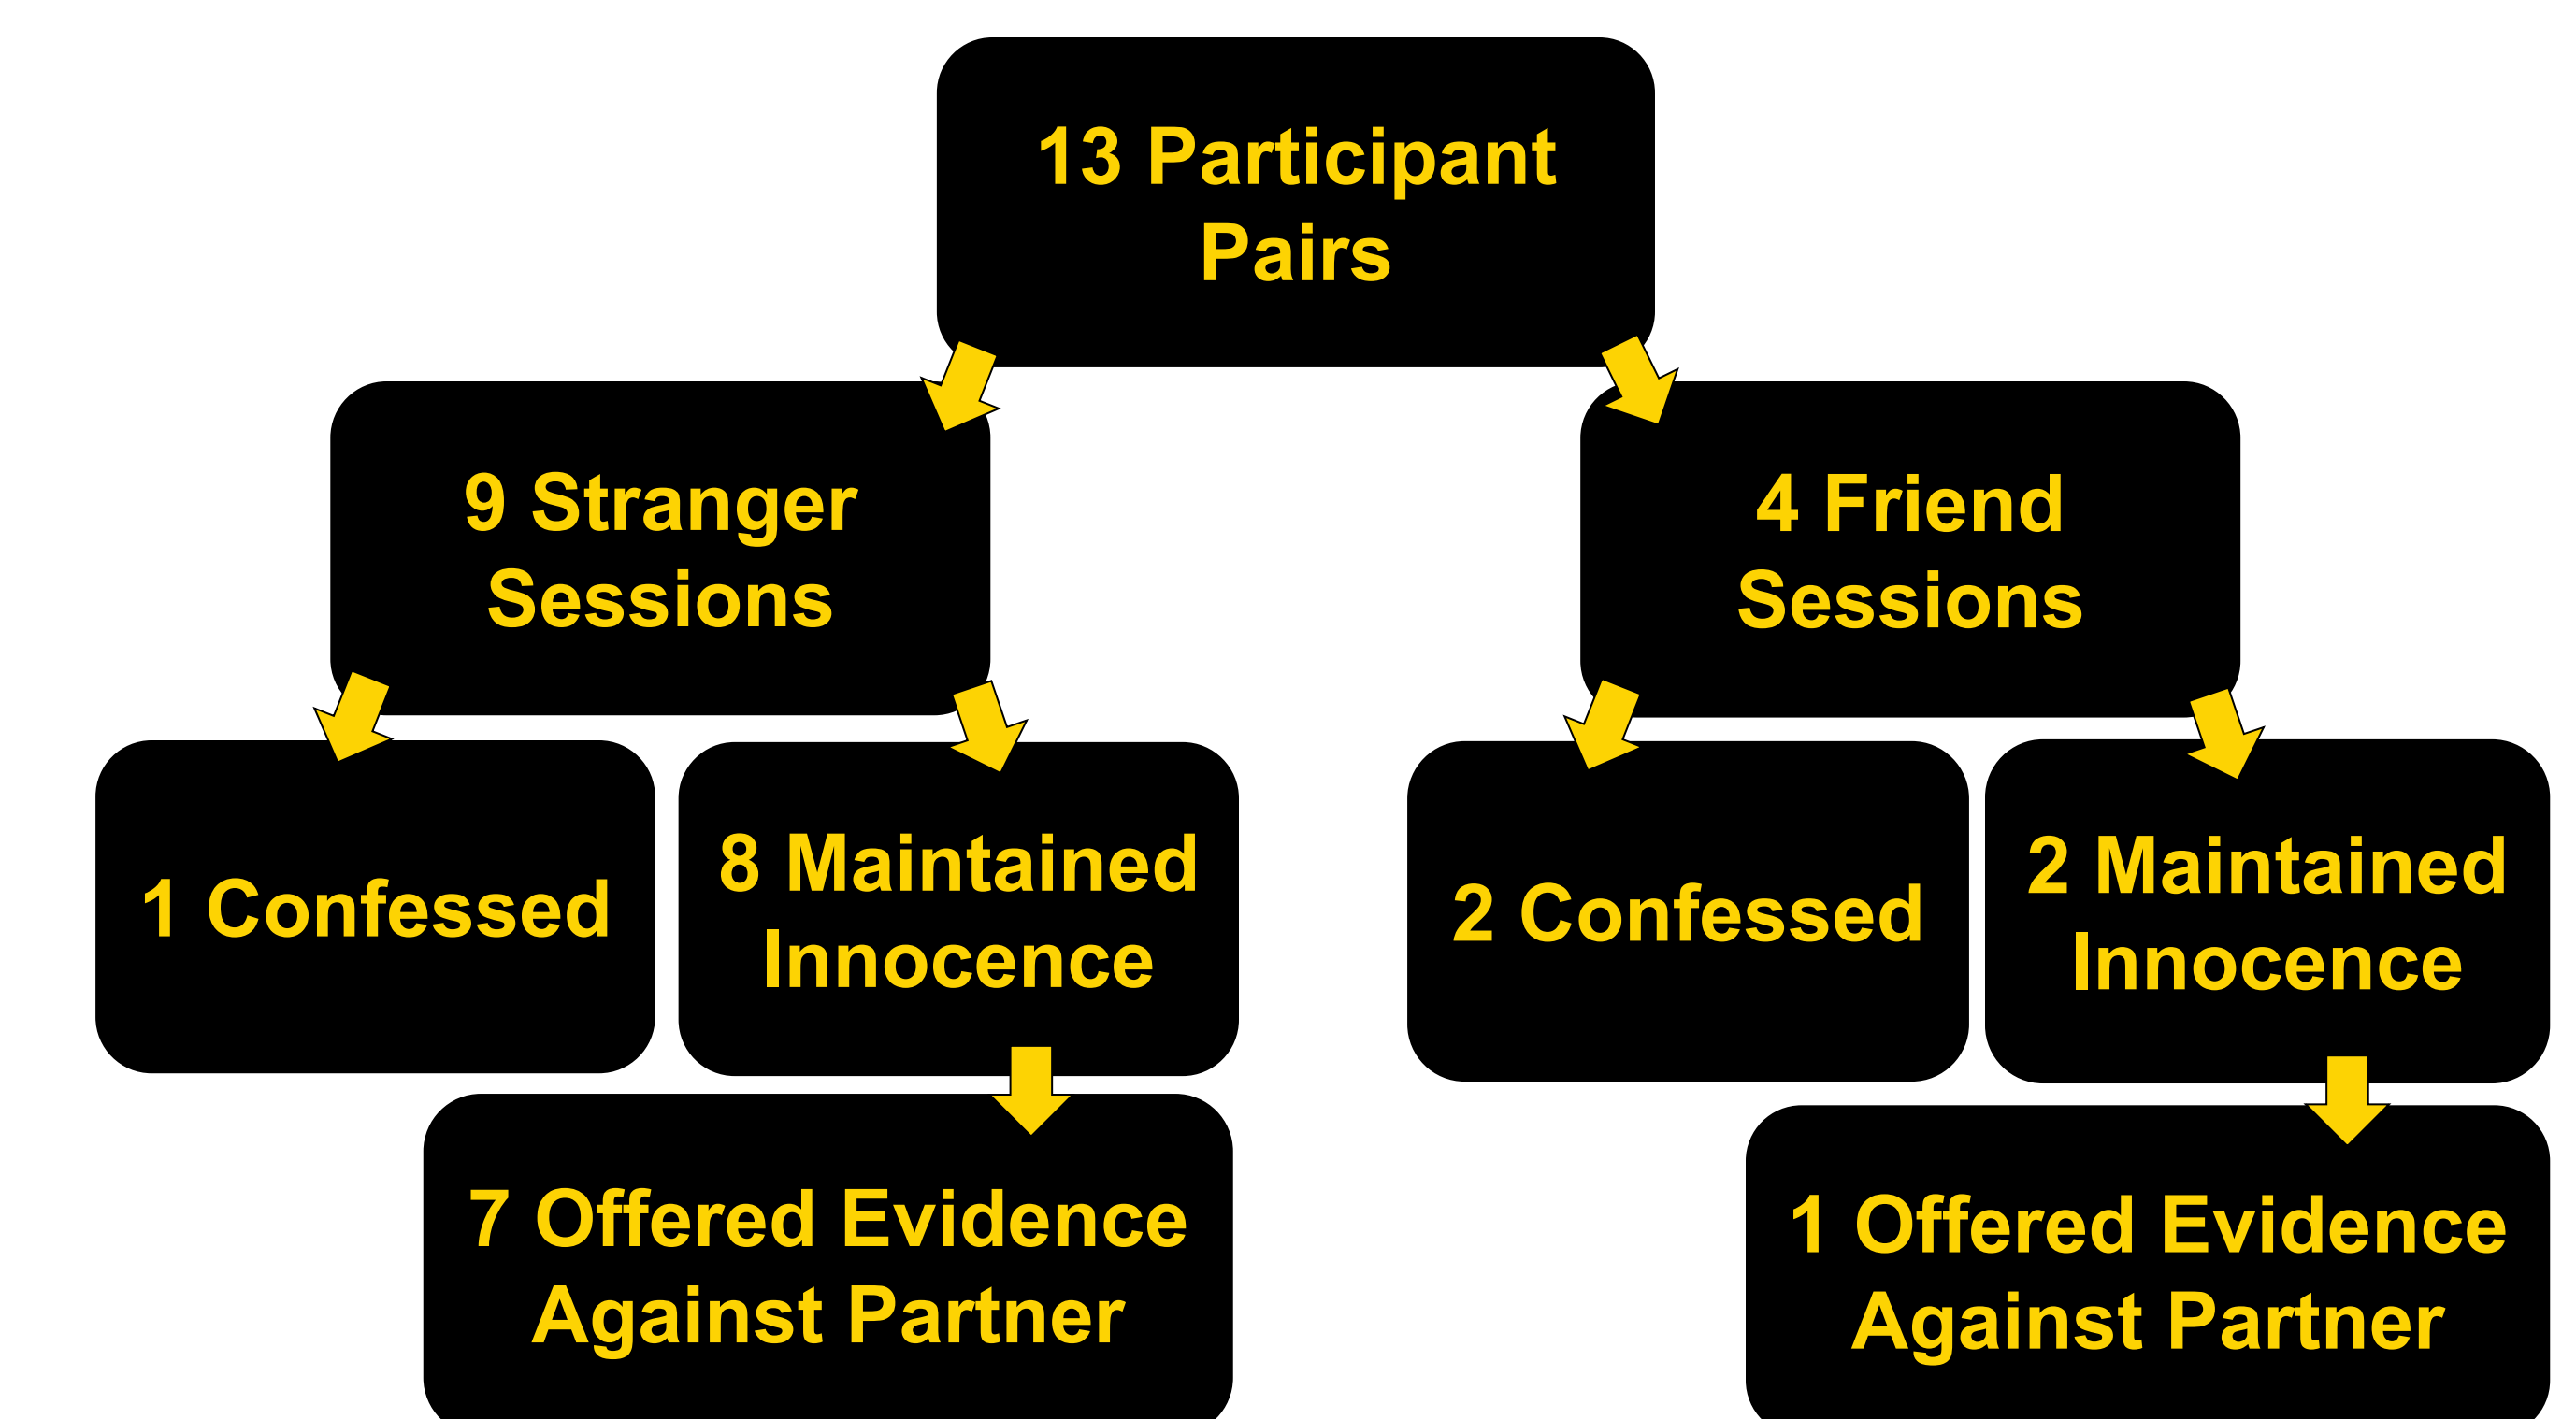 13 Participant
Pairs
9 Stranger
Sessions
4 Friend
Sessions
1 Confessed
8 Maintained
Innocence
2 Confessed
2 Maintained
Innocence
7 Offered Evidence
Against Partner
1 Offered Evidence
Against Partner